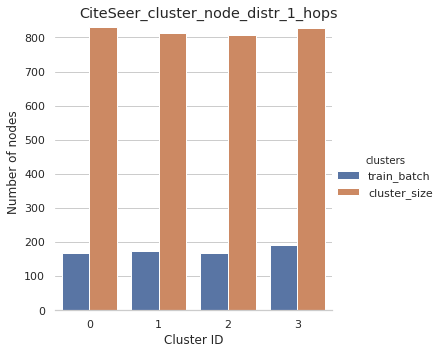 CiteSeer_cluster_node_distr_1_hops
800
700
600
500
400
300
200
100
0
Number of nodes
0 1 2 3
Cluster ID
clusters
train_batch
cluster_size